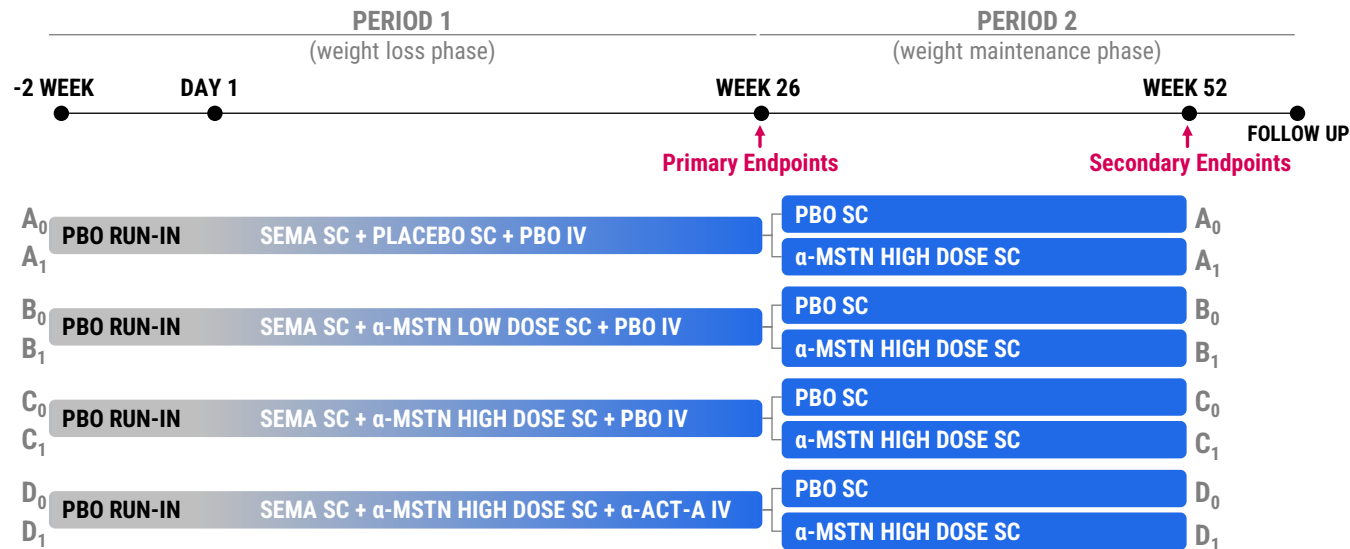 PERIOD 1
PERIOD 2
(weight loss phase)
(weight maintenance phase)
-2 WEEK
DAY 1
WEEK 26
WEEK 52
FOLLOW UP
Primary Endpoints
Secondary Endpoints
A0
A1
PBO RUN-IN
SEMA SC + PLACEBO SC + PBO IV
PBO SC
α-MSTN HIGH DOSE SC
A0
A1
B0
B1
PBO RUN-IN
SEMA SC + α-MSTN LOW DOSE SC + PBO IV
PBO SC
α-MSTN HIGH DOSE SC
B0
B1
C0
C1
PBO RUN-IN
SEMA SC + α-MSTN HIGH DOSE SC + PBO IV
PBO SC
α-MSTN HIGH DOSE SC
C0
C1
D0
D1
PBO RUN-IN
SEMA SC + α-MSTN HIGH DOSE SC + α-ACT-A IV
PBO SC
α-MSTN HIGH DOSE SC
D0
D1